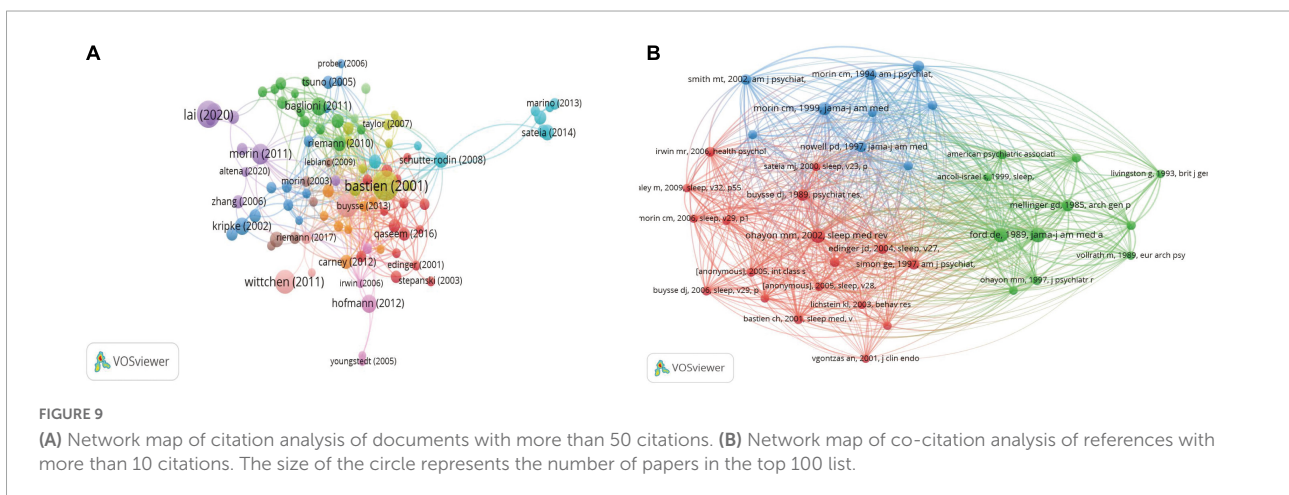 A
prober (2006)
tsuno (2005)
marino (2013)
baglioni (2011)
lai (2020)
taylor (2007)
sateia (2014)
riemann (2010)
morin (2011)
leblanc (2009)
schutte-rodin (2008)
altena (2020)
morin (2003)
bastien (2001)
zhang (2006)
buysse (2013)
kripke (2002)
riemann (2017)
qaseem (2016)
carney (2012)
edinger (2001)
wittchen (2011)
irwin (2006)
stepanski (2003)
hofmann (2012)
youngstedt (2005)
VOSviewer
B
smith mt, 2002, am j psychiat,
morin cm, 1994, am j psychiat,
morin cm, 1999, jama-j am med
irwin mr, 2006, health psychol
nowell pd, 1997, jama-j am med
american psychiatric associati
sateia mj, 2000, sleep, v23, p
ancoli-israel s, 1999, sleep,
livingston g, 1993, brit j gen
ley m, 2009, sleep, v32, p55
buysse dj, 1989, psychiat res,
mellinger gd, 1985, arch gen p
morin cm, 2006, sleep, v29, p1
ohayon mm, 2002, sleep med rev
ford de, 1989, jama-j am med a
edinger jd, 2004, sleep, v27,
vollrath m, 1989, eur arch psy
simon ge, 1997, am j psychiat,
[anonymous], 2005, int class s
ohayon mm, 1997, j psychiatr r
buysse dj, 2006, sleep, v29, p
[anonymous], 2005, sleep, v28,
lichstein kl, 2003, behav res
bastien ch, 2001, sleep med, v
vgontzas an, 2001, j clin endo
VOSviewer
FIGURE 9
(A) Network map of citation analysis of documents with more than 50 citations. (B) Network map of co-citation analysis of references with
more than 10 citations. The size of the circle represents the number of papers in the top 100 list.